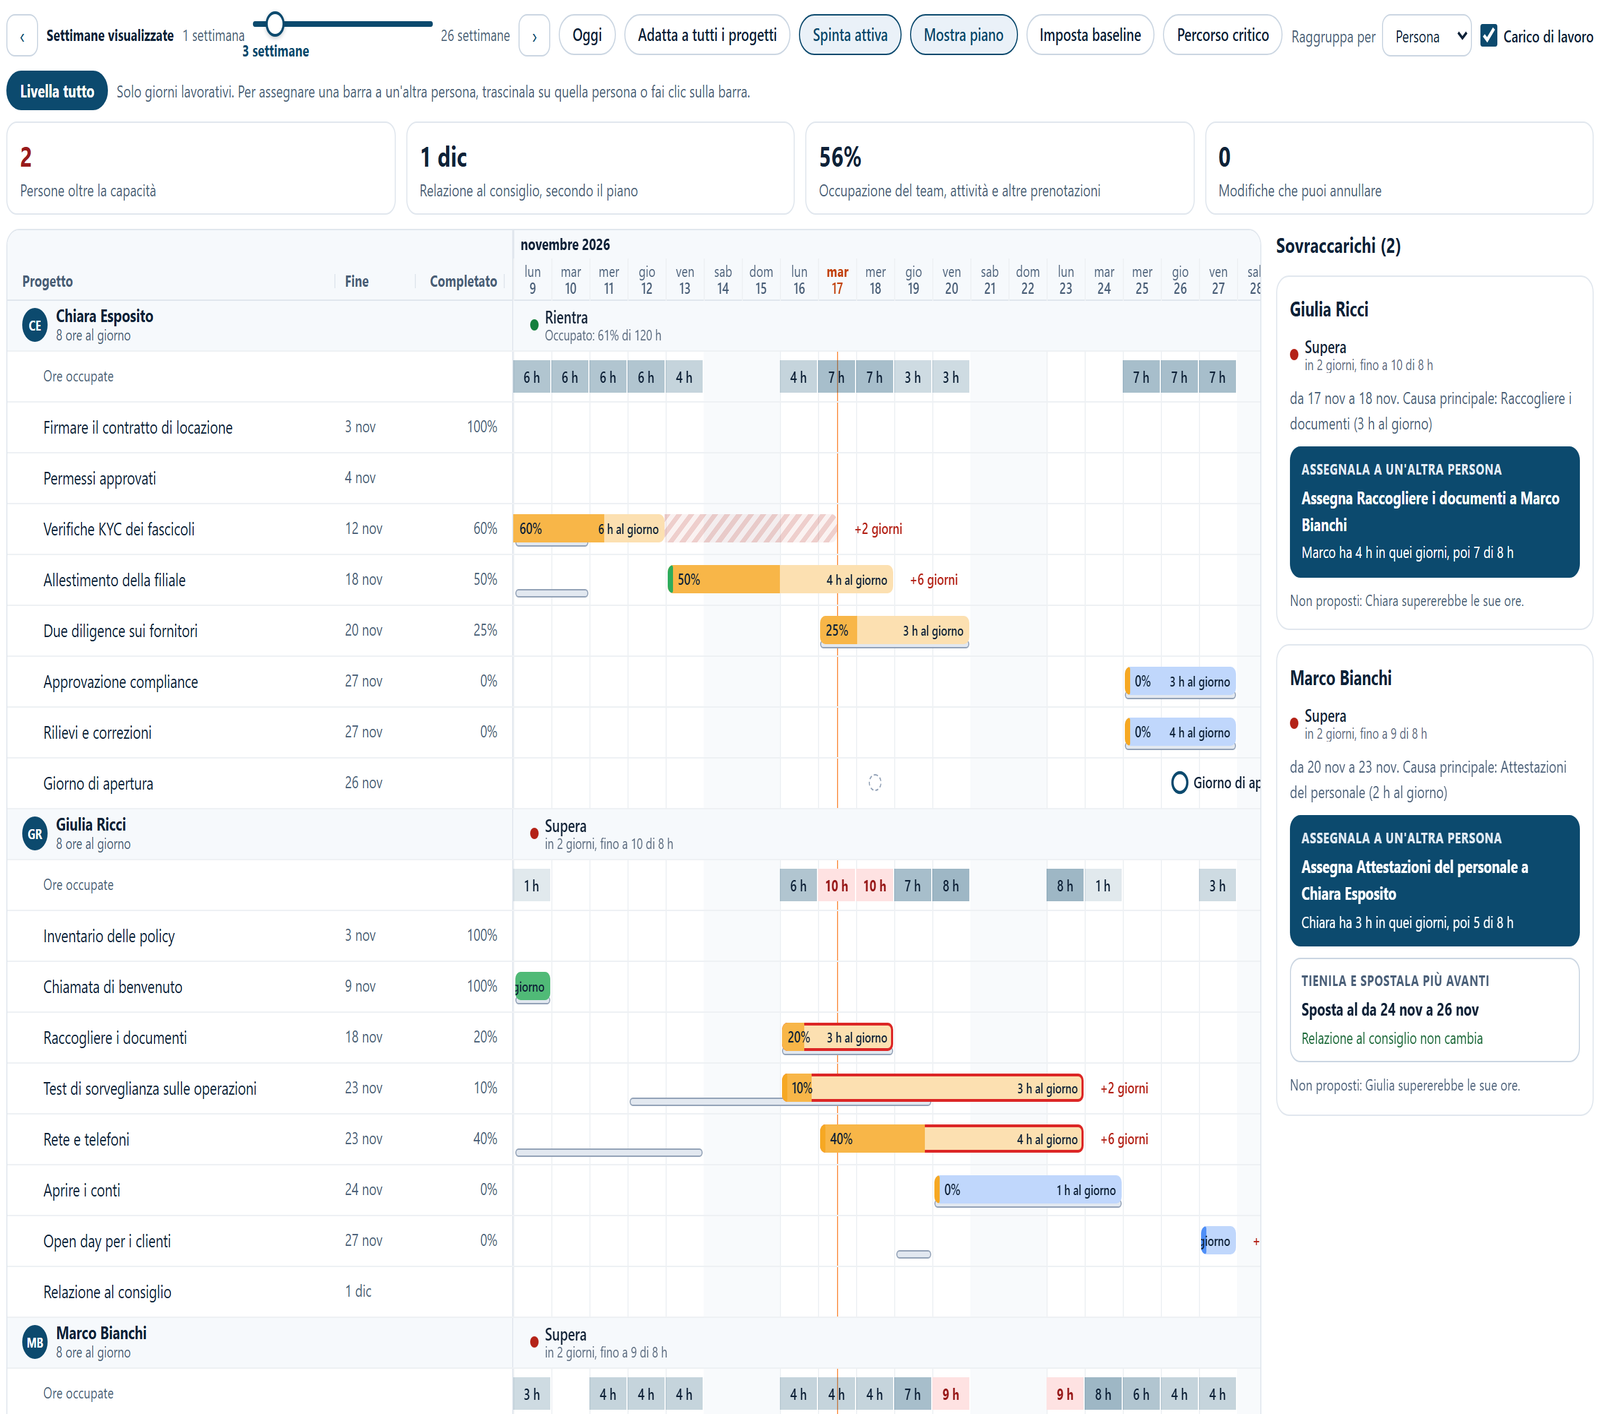 ‹ Settimane visualizzate 1 settimana 3 settimane 26 settimane › Oggi Adatta a tutti i progetti Spinta attiva Mostra piano Imposta baseline Percorso critico Raggruppa per Persona Carico di lavoro
Livella tutto Solo giorni lavorativi. Per assegnare una barra a un'altra persona, trascinala su quella persona o fai clic sulla barra.
2
Persone oltre la capacità
1 dic
Relazione al consiglio, secondo il piano
56%
Occupazione del team, attività e altre prenotazioni
0
Modifiche che puoi annullare
novembre 2026
Progetto Fine Completato
lun mar mer gio ven sab dom lun mar mer gio ven sab dom lun mar mer gio ven sal
9 10 11 12 13 14 15 16 17 18 19 20 21 22 23 24 25 26 27 28
CE Chiara Esposito
8 ore al giorno
Rientra
Occupato: 61% di 120 h
Ore occupate 6 h 6 h 6 h 6 h 4 h 4 h 7 h 7 h 3 h 3 h 7 h 7 h 7 h
Firmare il contratto di locazione 3 nov 100%
Permessi approvati 4 nov
Verifiche KYC dei fascicoli 12 nov 60% 60% 6 h al giorno +2 giorni
Allestimento della filiale 18 nov 50% 50% 4 h al giorno +6 giorni
Due diligence sui fornitori 20 nov 25% 25% 3 h al giorno
Approvazione compliance 27 nov 0% 0% 3 h al giorno
Rilievi e correzioni 27 nov 0% 0% 4 h al giorno
Giorno di apertura 26 nov Giorno di ap
GR Giulia Ricci
8 ore al giorno
Supera
in 2 giorni, fino a 10 di 8 h
Ore occupate 1 h 6 h 10 h 10 h 7 h 8 h 8 h 1 h 3 h
Inventario delle policy 3 nov 100%
Chiamata di benvenuto 9 nov 100% giorno
Raccogliere i documenti 18 nov 20% 20% 3 h al giorno
Test di sorveglianza sulle operazioni 23 nov 10% 10% 3 h al giorno +2 giorni
Rete e telefoni 23 nov 40% 40% 4 h al giorno +6 giorni
Aprire i conti 24 nov 0% 0% 1 h al giorno
Open day per i clienti 27 nov 0% giorno +
Relazione al consiglio 1 dic
MB Marco Bianchi
8 ore al giorno
Supera
in 2 giorni, fino a 9 di 8 h
Ore occupate 3 h 4 h 4 h 4 h 4 h 4 h 4 h 7 h 9 h 9 h 8 h 6 h 4 h 4 h
Sovraccarichi (2)
Giulia Ricci
Supera
in 2 giorni, fino a 10 di 8 h
da 17 nov a 18 nov. Causa principale: Raccogliere i
documenti (3 h al giorno)
ASSEGNALA A UN'ALTRA PERSONA
Assegna Raccogliere i documenti a Marco
Bianchi
Marco ha 4 h in quei giorni, poi 7 di 8 h
Non proposti: Chiara supererebbe le sue ore.
Marco Bianchi
Supera
in 2 giorni, fino a 9 di 8 h
da 20 nov a 23 nov. Causa principale: Attestazioni
del personale (2 h al giorno)
ASSEGNALA A UN'ALTRA PERSONA
Assegna Attestazioni del personale a
Chiara Esposito
Chiara ha 3 h in quei giorni, poi 5 di 8 h
TIENILA E SPOSTALA PIÙ AVANTI
Sposta al da 24 nov a 26 nov
Relazione al consiglio non cambia
Non proposti: Giulia supererebbe le sue ore.